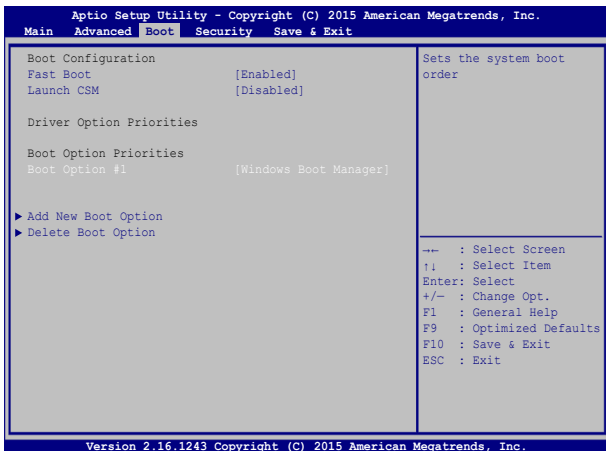 Aptio Setup Utility - Copyright (C) 2015 American Megatrends, Inc.
Main Advanced Boot Security Save & Exit
Boot Configuration
Fast Boot [Enabled]
Launch CSM [Disabled]
Driver Option Priorities
Boot Option Priorities
Boot Option #1 [Windows Boot Manager]
▶ Add New Boot Option
▶ Delete Boot Option
Sets the system boot
order
→← : Select Screen
↑↓ : Select Item
Enter: Select
+/— : Change Opt.
F1 : General Help
F9 : Optimized Defaults
F10 : Save & Exit
ESC : Exit
Version 2.16.1243 Copyright (C) 2015 American Megatrends, Inc.